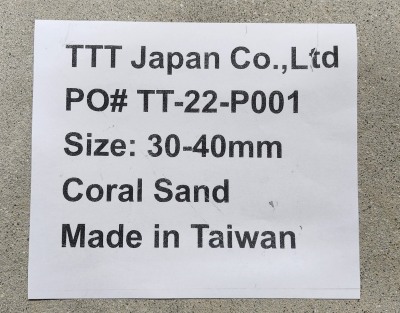 TTT Japan Co.,Ltd
PO# TT-22-P001
Size: 30-40mm
Coral Sand
Made in Taiwan